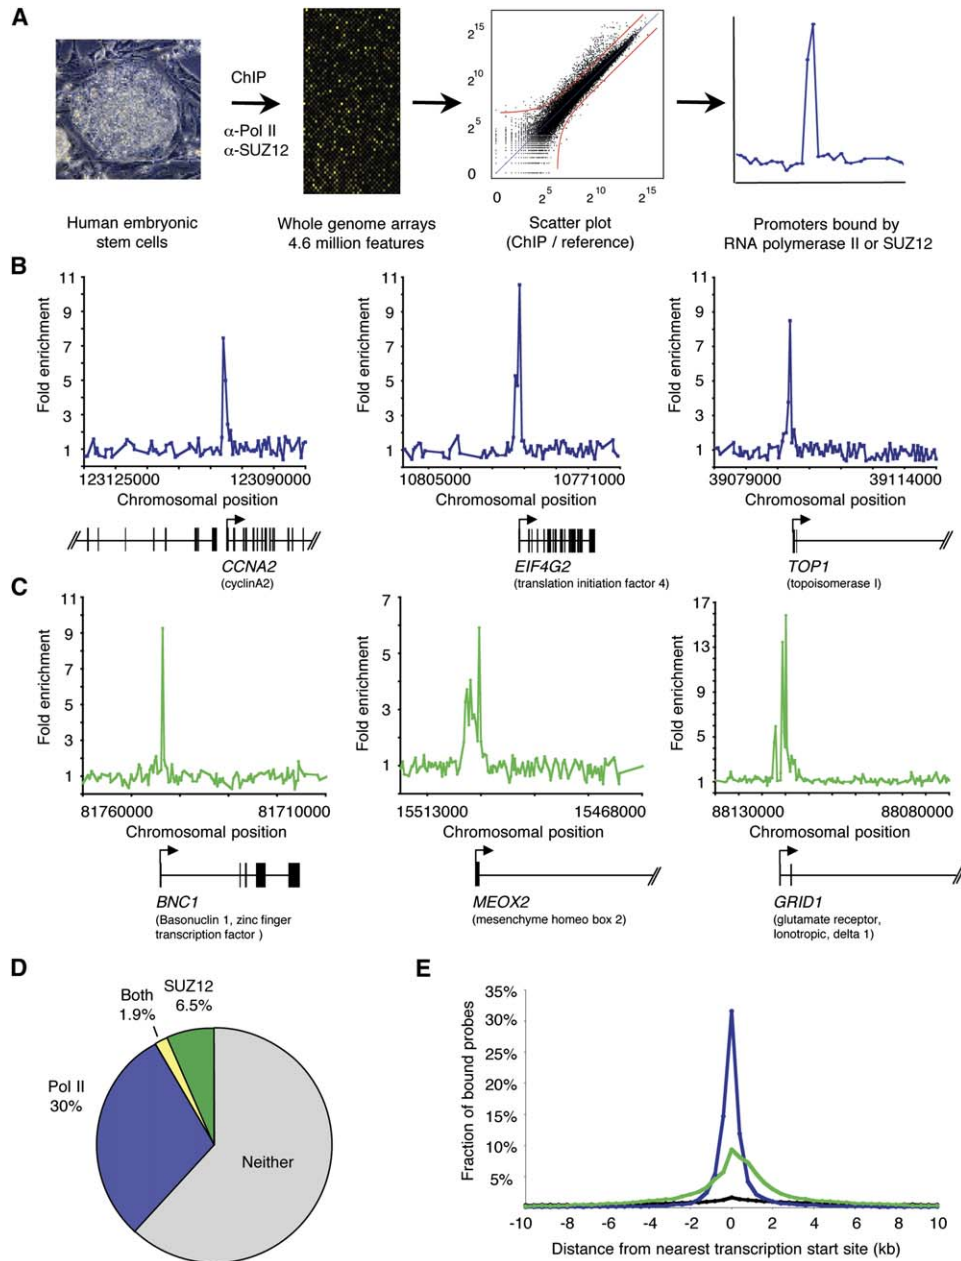 A
ChIP
α-Pol II
α-SUZ12
2^15
2^10
2^5
0
0 2^5 2^10 2^15
Human embryonic
stem cells
Whole genome arrays
4.6 million features
Scatter plot
(ChIP / reference)
Promoters bound by
RNA polymerase II or SUZ12
B
Fold enrichment
11
9
7
5
3
1
123125000 123090000
Chromosomal position
CCNA2
(cyclinA2)
Fold enrichment
11
9
7
5
3
1
10805000 10771000
Chromosomal position
EIF4G2
(translation initiation factor 4)
Fold enrichment
11
9
7
5
3
1
39079000 39114000
Chromosomal position
TOP1
(topoisomerase I)
C
Fold enrichment
11
9
7
5
3
1
81760000 81710000
Chromosomal position
BNC1
(Basonuclin 1, zinc finger
transcription factor )
Fold enrichment
7
5
3
1
15513000 15468000
Chromosomal position
MEOX2
(mesenchyme homeo box 2)
Fold enrichment
17
13
9
5
1
88130000 88080000
Chromosomal position
GRID1
(glutamate receptor,
Ionotropic, delta 1)
D
Both
1.9%
SUZ12
6.5%
Pol II
30%
Neither
E
Fraction of bound probes
35%
30%
25%
20%
15%
10%
5%
-10 -8 -6 -4 -2 0 2 4 6 8 10
Distance from nearest transcription start site (kb)